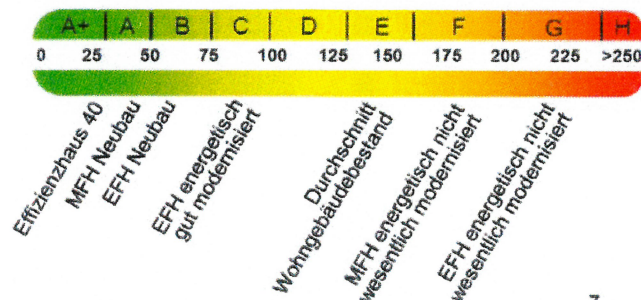 A+ A B C D E F G H
0 25 50 75 100 125 150 175 200 225 >250
Effizienzhaus 40
MFH Neubau
EFH Neubau
EFH energetisch
gut modernisiert
Durchschnitt
Wohngebäudebestand
MFH energetisch nicht
wesentlich modernisiert
EFH energetisch nicht
wesentlich modernisiert